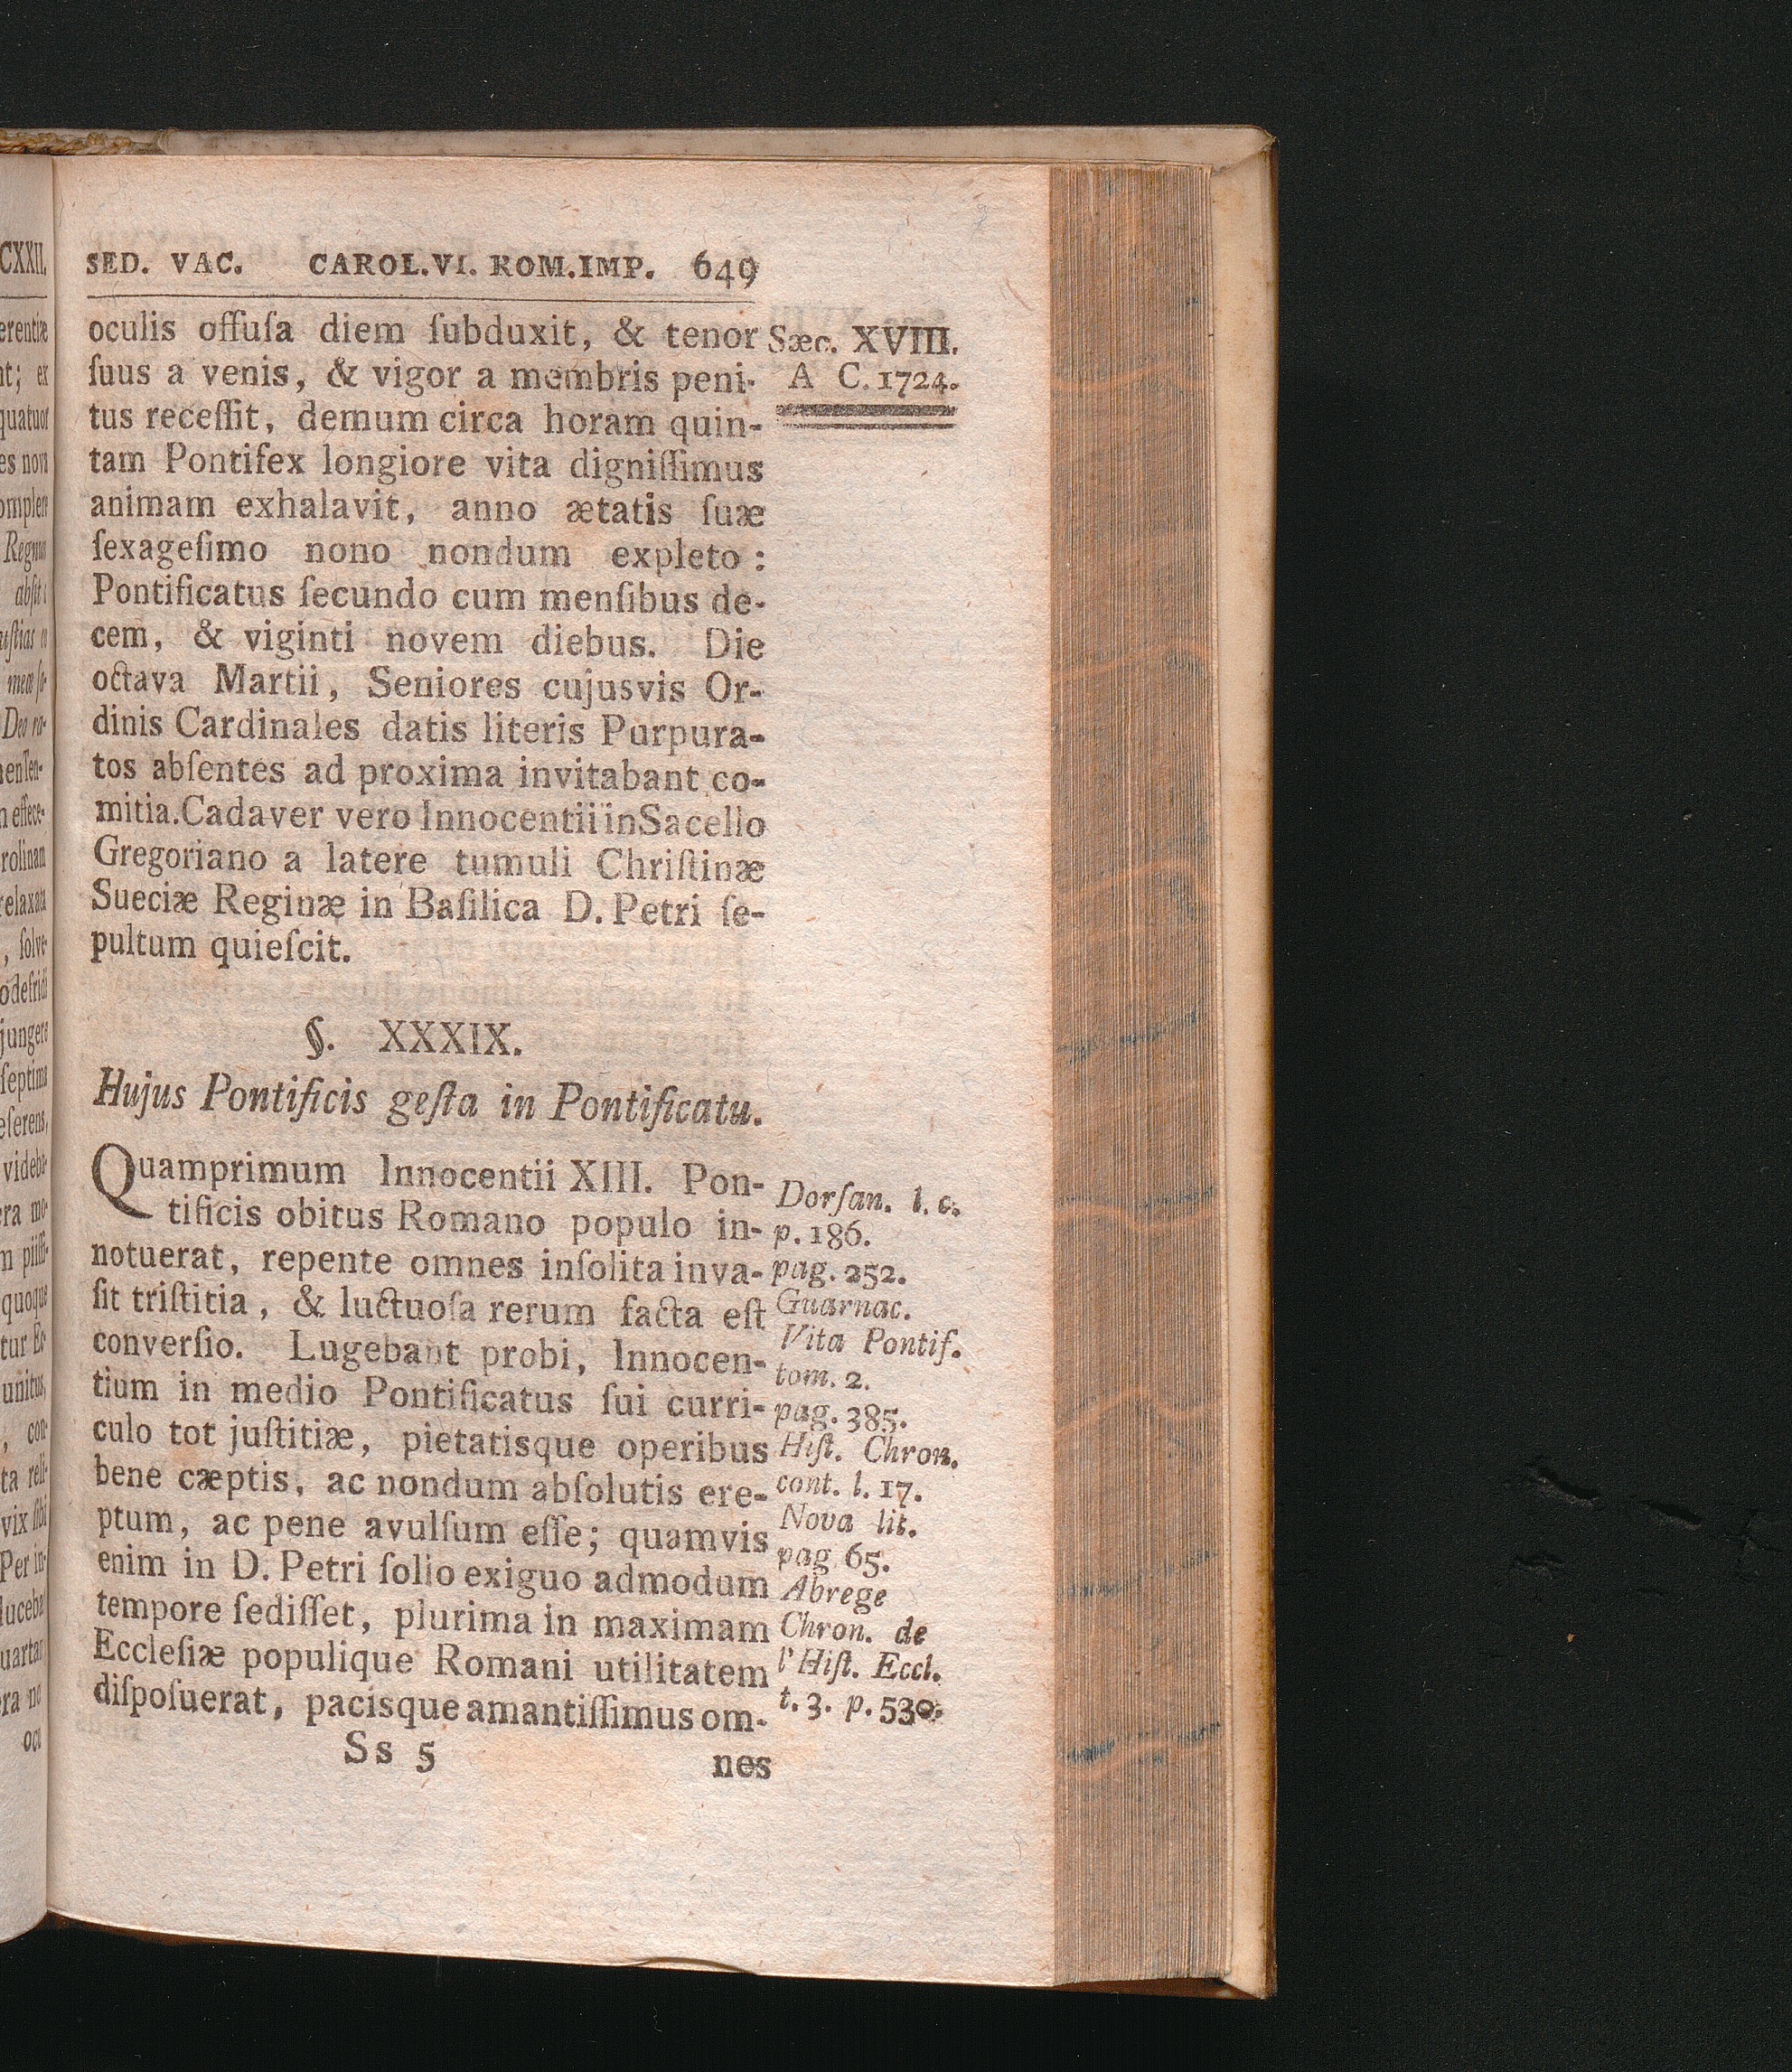 SED. VAC. CAROL.VI. ROM.IMP. 649
oculis offuſa diem ſubduxit, & tenor
ſuus a venis, & vigor a membris peni-
tus receſſit, demum circa horam quin-
tam Pontifex longiore vita digniſſimus
animam exhalavit, anno ætatis ſuæ
ſexageſimo nono nondum expleto :
Pontificatus ſecundo cum menſibus de-
cem, & viginti novem diebus. Die
octava Martii, Seniores cujusvis Or-
dinis Cardinales datis literis Purpura-
tos abſentes ad proxima invitabant co-
mitia.Cadaver vero Innocentii in Sacello
Gregoriano a latere tumuli Chriſtinæ
Sueciæ Reginæ in Baſilica D. Petri ſe-
pultum quieſcit.
Sæc. XVIII.
A C. 1724.
§. XXXIX.
Hujus Pontificis geſta in Pontificatu.
Quamprimum Innocentii XIII. Pon-
tificis obitus Romano populo in-
notuerat, repente omnes inſolita inva-
ſit triſtitia, & luctuoſa rerum facta eſt
converſio. Lugebant probi, Innocen-
tium in medio Pontificatus ſui curri-
culo tot juſtitiæ, pietatisque operibus
bene cæptis, ac nondum abſolutis ere-
ptum, ac pene avulſum eſſe; quamvis
enim in D. Petri ſolio exiguo admodum
tempore ſediſſet, plurima in maximam
Eccleſiæ populique Romani utilitatem
diſpoſuerat, pacisque amantiſſimus om-
Dorſan. l. c.
p. 186.
pag. 252.
Guarnac.
Vita Pontif.
tom. 2.
pag. 385.
Hiſt. Chron.
cont. l. 17.
Nova lit.
pag. 65.
Abrege
Chron. de
l'Hiſt. Eccl.
t. 3. p. 530.
Ss 5 nes